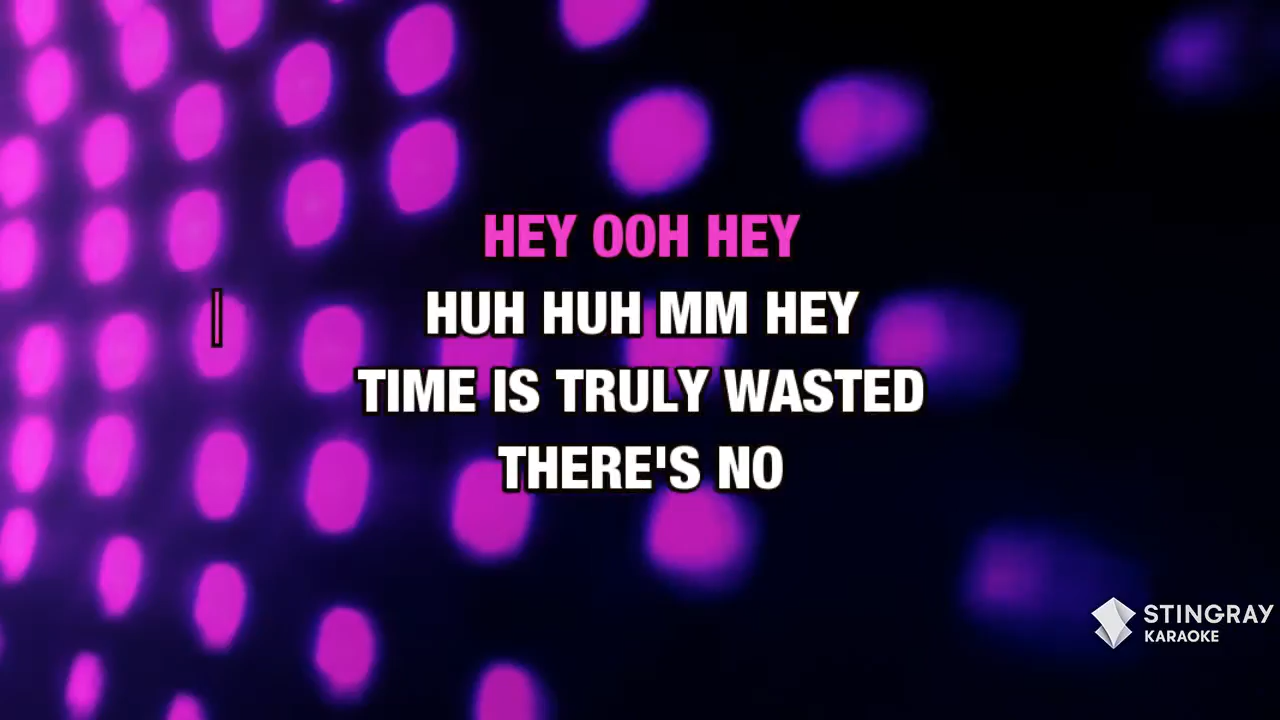 HEY OOH HEY
HUH HUH MM HEY
TIME IS TRULY WASTED
THERE'S NO
STINGRAY
KARAOKE